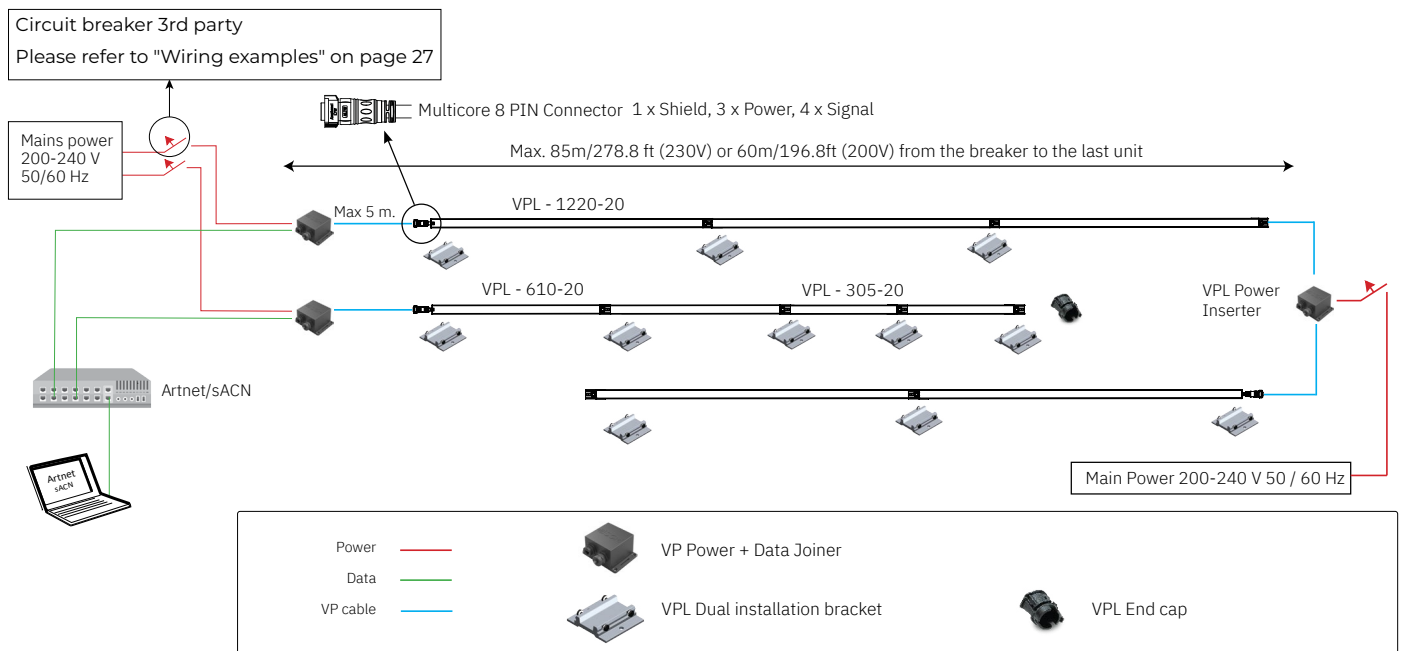 Circuit breaker 3rd party
Please refer to "Wiring examples" on page 27
Multicore 8 PIN Connector 1 x Shield, 3 x Power, 4 x Signal
Mains power
200-240 V
50/60 Hz
Max. 85m/278.8 ft (230V) or 60m/196.8ft (200V) from the breaker to the last unit
Max 5 m.
VPL - 1220-20
VPL - 610-20
VPL - 305-20
VPL Power
Inserter
Artnet/sACN
Artnet
sACN
Main Power 200-240 V 50 / 60 Hz
Power
VP Power + Data Joiner
Data
VP cable
VPL Dual installation bracket
VPL End cap